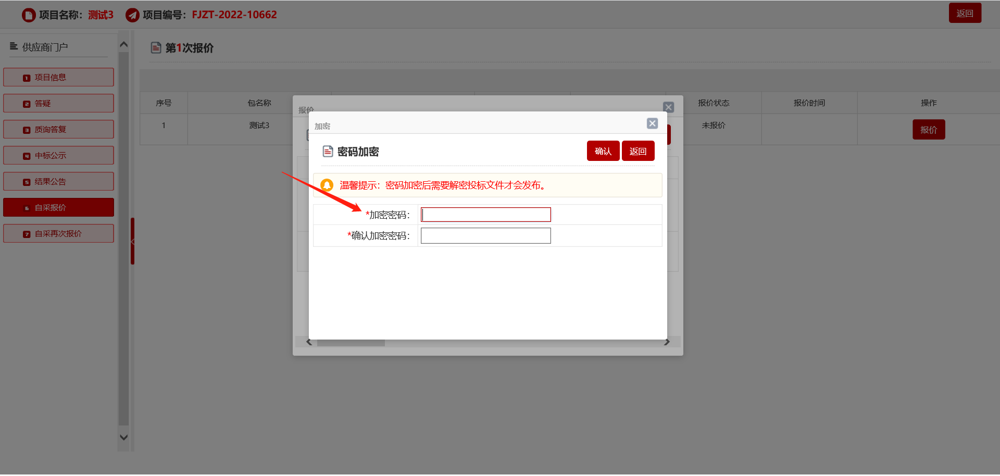 项目名称：测试3 项目编号：FJZT-2022-10662 返回
供应商门户
1 项目信息
2 答疑
3 质询答复
4 中标公示
5 结果公告
6 自采报价
7 自采再次报价
第1次报价
序号 包名称 报价状态 报价时间 操作
1 测试3 未报价 报价
报价
加密
密码加密 确认 返回
温馨提示：密码加密后需要解密投标文件才会发布。
*加密密码：
*确认加密密码：